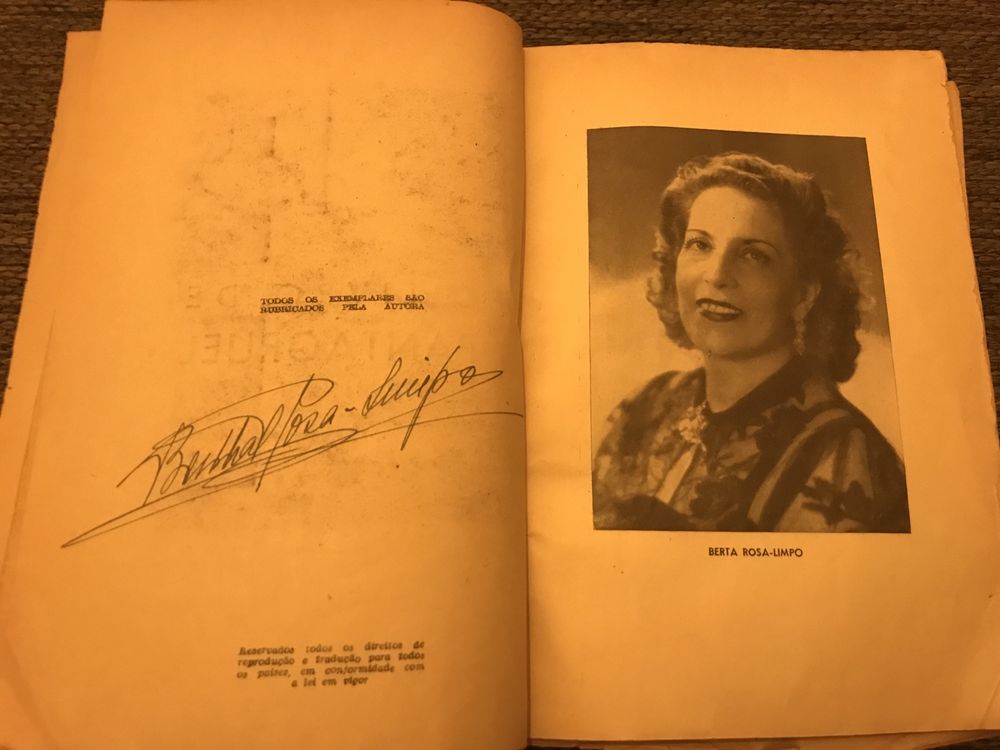 TODOS OS EXEMPLARES SÃO
RUBRICADOS PELA AUTORA
Bertha Rosa-Limpo
Reservados todos os direitos de
reprodução e tradução para todos
os países, em conformidade com
a lei em vigor
BERTA ROSA-LIMPO